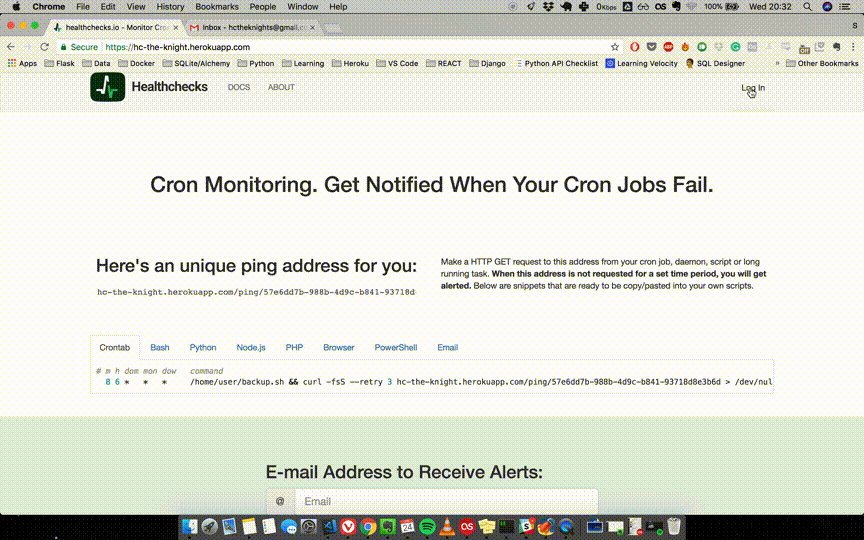 Chrome File Edit View History Bookmarks People Window Help 0Kbps 100% Wed 20:32
healthchecks.io - Monitor Cro Inbox - hctheknights@gmail.co
Secure https://hc-the-knight.herokuapp.com
Apps Flask Data Docker SQLite/Alchemy Python Learning Heroku VS Code REACT Django Python API Checklist Learning Velocity SQL Designer » Other Bookmarks
Healthchecks DOCS ABOUT Log In
Cron Monitoring. Get Notified When Your Cron Jobs Fail.
Here's an unique ping address for you:
hc-the-knight.herokuapp.com/ping/57e6dd7b-988b-4d9c-b841-93718d
Make a HTTP GET request to this address from your cron job, daemon, script or long
running task. When this address is not requested for a set time period, you will get
alerted. Below are snippets that are ready to be copy/pasted into your own scripts.
Crontab Bash Python Node.js PHP Browser PowerShell Email
# m h dom mon dow command
8 6 * * * /home/user/backup.sh && curl -fsS --retry 3 hc-the-knight.herokuapp.com/ping/57e6dd7b-988b-4d9c-b841-93718d8e3b6d > /dev/nul
E-mail Address to Receive Alerts:
@ Email